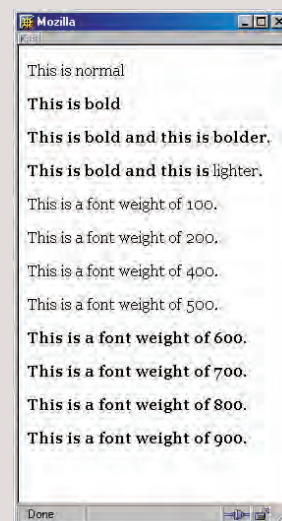 Mozilla
This is normal
This is bold
This is bold and this is bolder.
This is bold and this is lighter.
This is a font weight of 100.
This is a font weight of 200.
This is a font weight of 400.
This is a font weight of 500.
This is a font weight of 600.
This is a font weight of 700.
This is a font weight of 800.
This is a font weight of 900.
Done